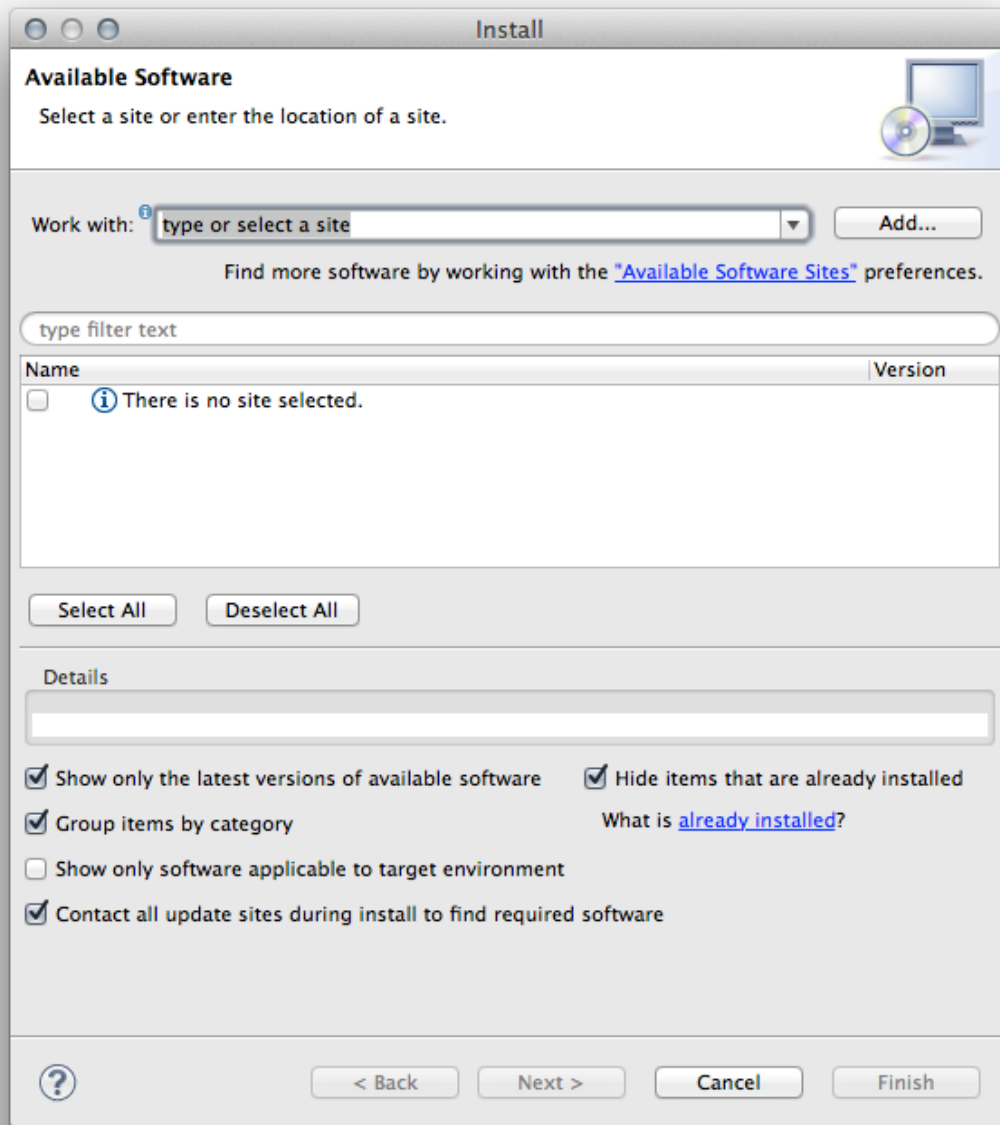 Install
Available Software
Select a site or enter the location of a site.
Work with: type or select a site Add...
Find more software by working with the "Available Software Sites" preferences.
type filter text
Name Version
There is no site selected.
Select All Deselect All
Details
Show only the latest versions of available software Hide items that are already installed
Group items by category What is already installed?
Show only software applicable to target environment
Contact all update sites during install to find required software
? < Back Next > Cancel Finish